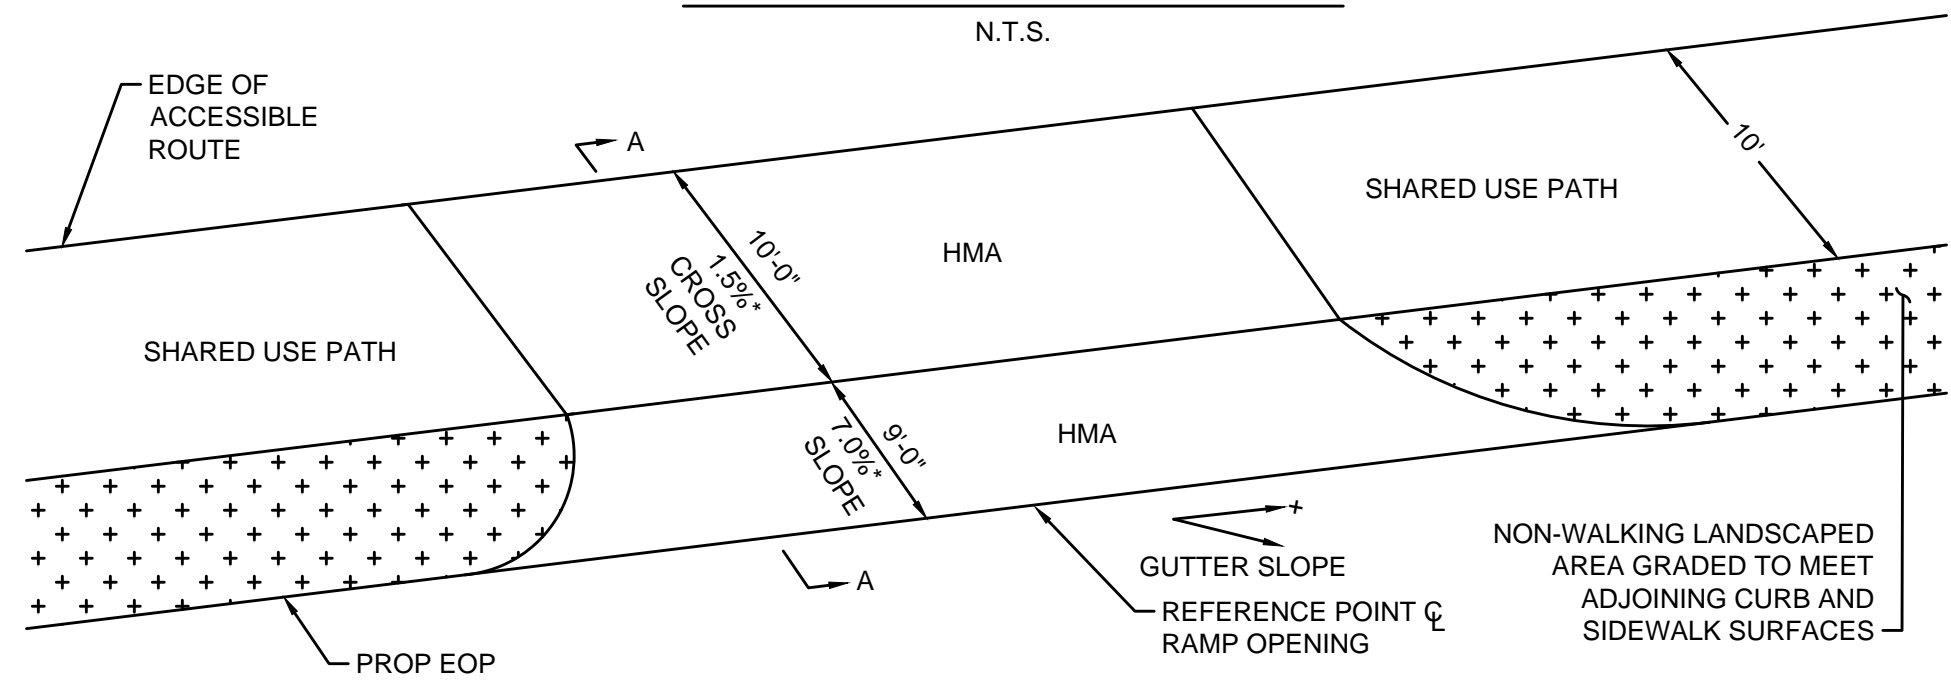 N.T.S.
EDGE OF
ACCESSIBLE
ROUTE
A
10'
SHARED USE PATH
HMA
10'-0"
1.5%*
CROSS
SLOPE
SHARED USE PATH
9'-0"
7.0%*
SLOPE
HMA
+
GUTTER SLOPE
A
REFERENCE POINT ℄
RAMP OPENING
NON-WALKING LANDSCAPED
AREA GRADED TO MEET
ADJOINING CURB AND
SIDEWALK SURFACES
PROP EOP